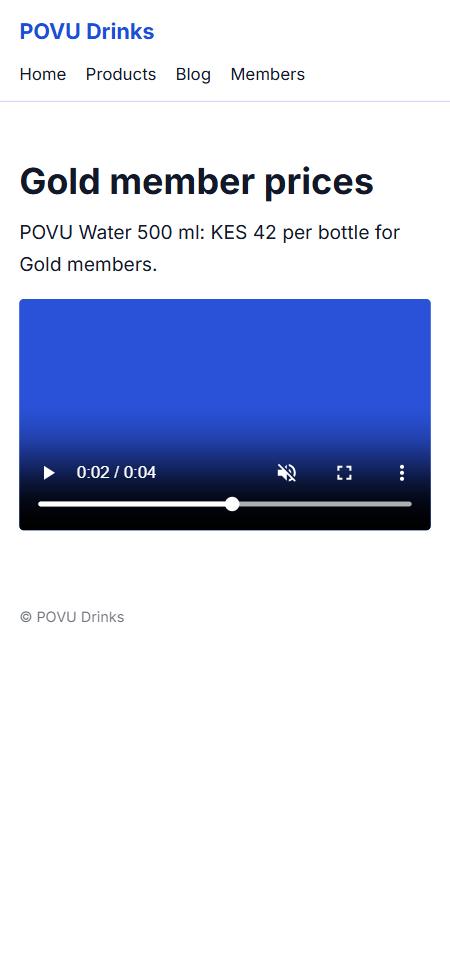 POVU Drinks
Home Products Blog Members
Gold member prices
POVU Water 500 ml: KES 42 per bottle for
Gold members.
0:02 / 0:04
© POVU Drinks